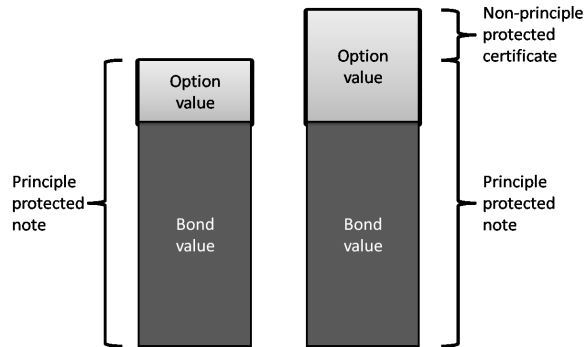 Non-principle
protected
certificate
Option
value
Option
value
Principle
protected
note
Bond
value
Bond
value
Principle
protected
note